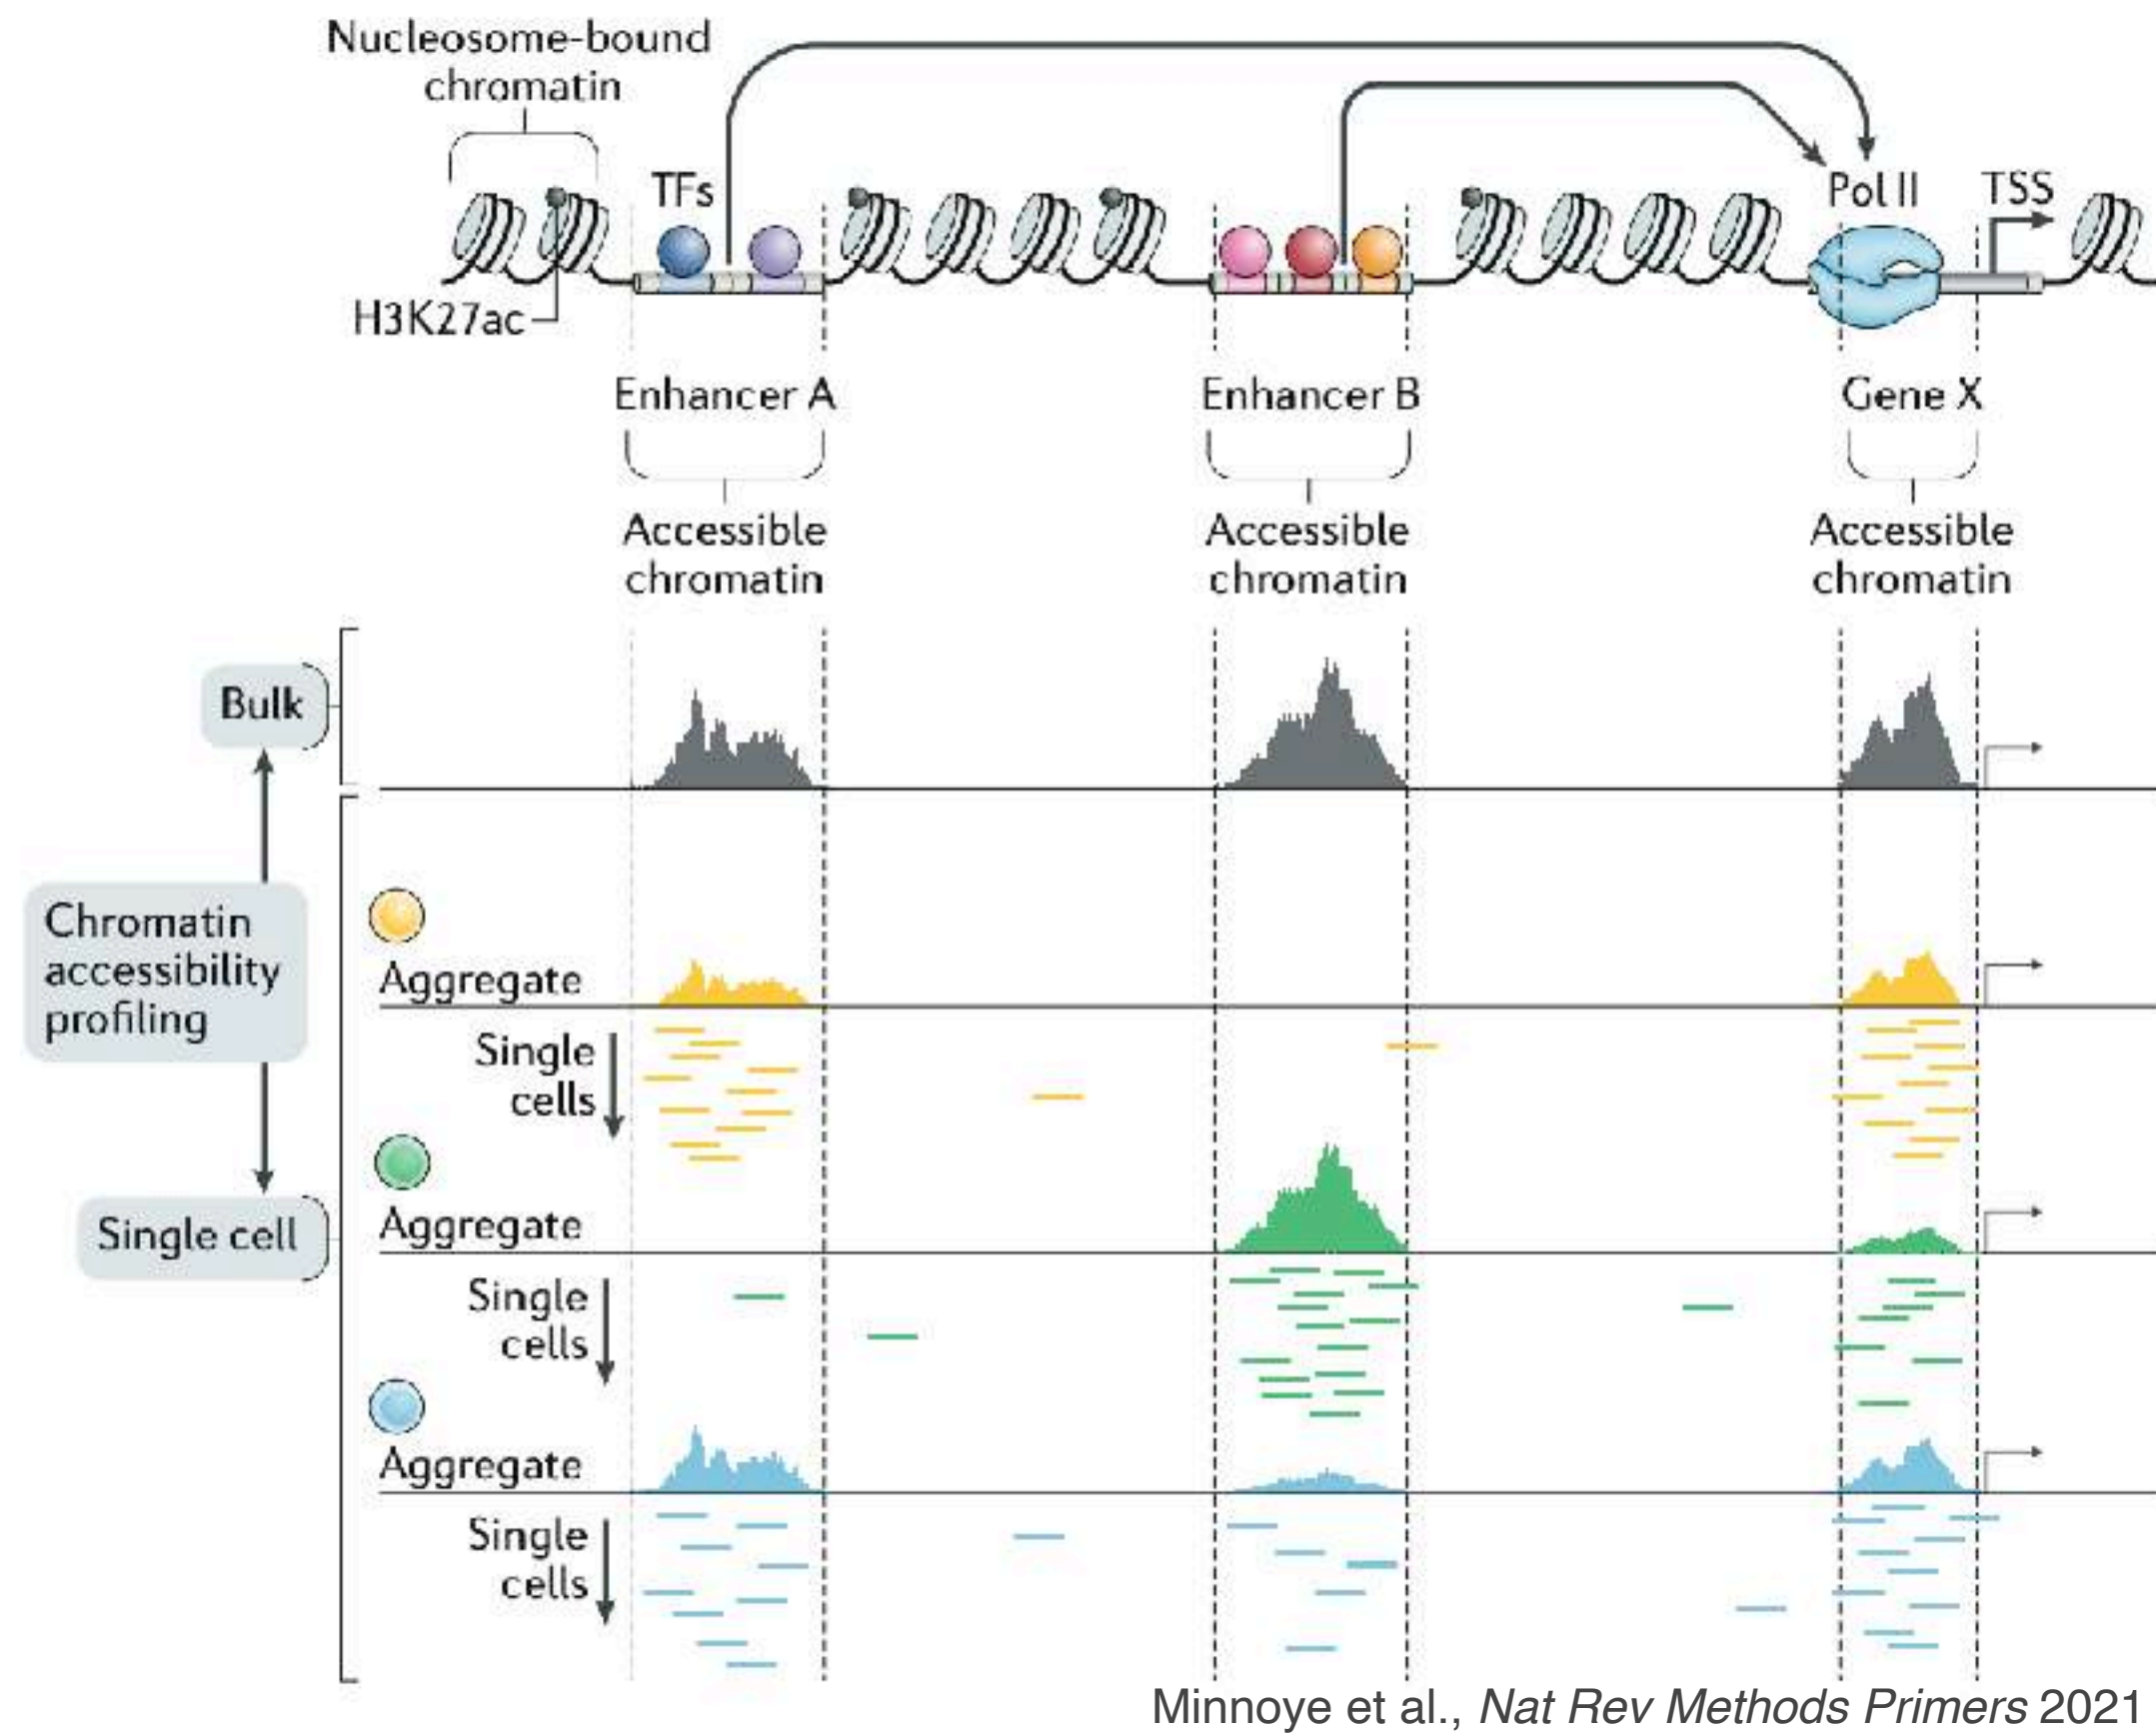 Nucleosome-bound
chromatin
TFs
Pol II
TSS
H3K27ac
Enhancer A
Enhancer B
Gene X
Accessible
chromatin
Accessible
chromatin
Accessible
chromatin
Bulk
Chromatin
accessibility
profiling
Single cell
Aggregate
Single
cells
Aggregate
Single
cells
Aggregate
Single
cells
Minnoye et al., Nat Rev Methods Primers 2021